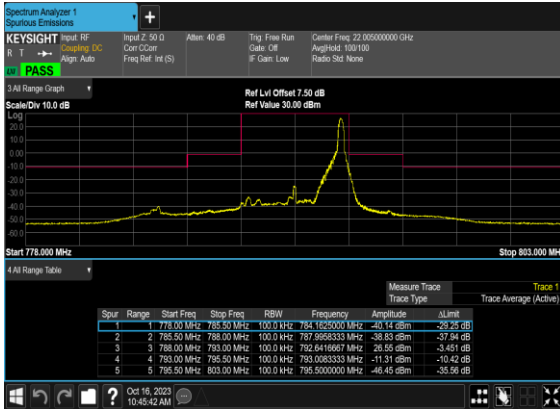 Spectrum Analyzer 1
Spurious Emissions
KEYSIGHT Input: RF Input Z: 50 Ω Atten: 40 dB Trig: Free Run Center Freq: 22.005000000 GHz
R T Coupling: DC Corr CCorr Gate: Off Avg|Hold: 100/100
Align: Auto Freq Ref: Int (S) IF Gain: Low Radio Std: None
PASS
3 All Range Graph
Ref Lvl Offset 7.50 dB
Scale/Div 10.0 dB Ref Value 30.00 dBm
Log
20.0
10.0
0.00
-10.0
-20.0
-30.0
-40.0
-50.0
-60.0
Start 778.000 MHz Stop 803.000 MHz
4 All Range Table
Measure Trace Trace 1
Trace Type Trace Average (Active)
Spur Range Start Freq Stop Freq RBW Frequency Amplitude ΔLimit
1 1 778.00 MHz 785.50 MHz 100.0 kHz 784.1625000 MHz -40.14 dBm -29.25 dB
2 2 785.50 MHz 788.00 MHz 100.0 kHz 787.9958333 MHz -38.83 dBm -37.94 dB
3 3 788.00 MHz 793.00 MHz 100.0 kHz 792.6416667 MHz 26.55 dBm -3.451 dB
4 4 793.00 MHz 795.50 MHz 100.0 kHz 793.0083333 MHz -11.31 dBm -10.42 dB
5 5 795.50 MHz 803.00 MHz 100.0 kHz 795.5000000 MHz -46.45 dBm -35.56 dB
Oct 16, 2023
10:45:42 AM